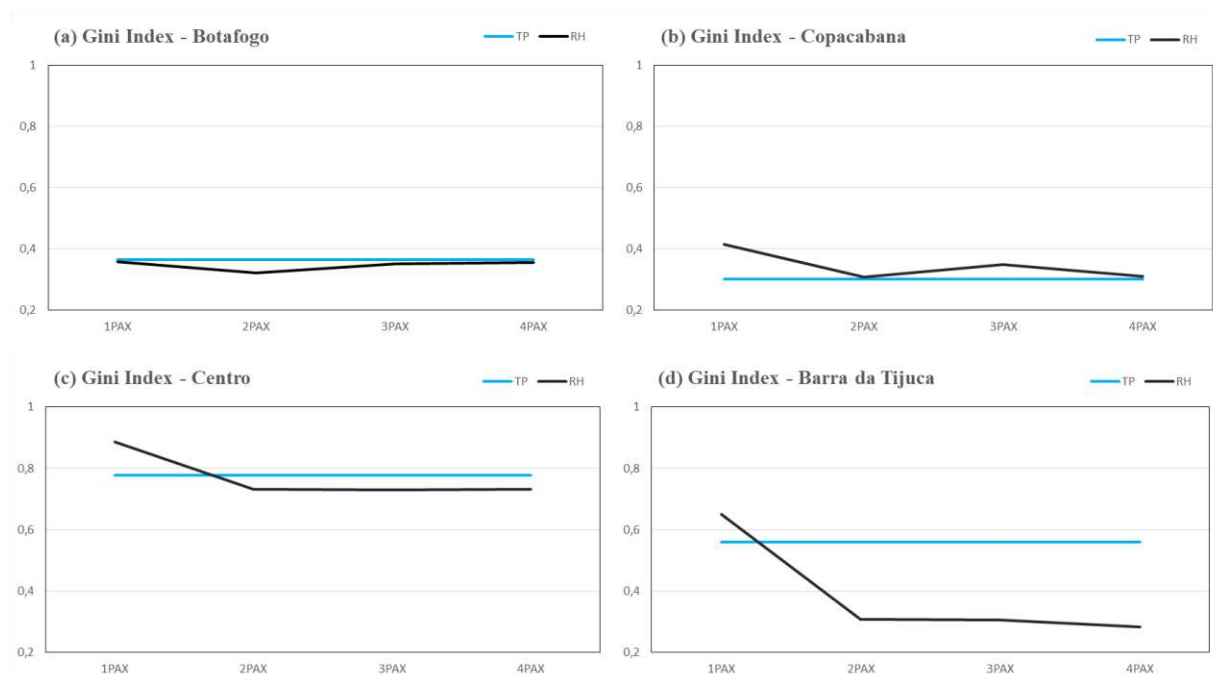 (a) Gini Index - Botafogo
TP RH
1
0,8
0,6
0,4
0,2
1PAX 2PAX 3PAX 4PAX
(b) Gini Index - Copacabana
TP RH
1
0,8
0,6
0,4
0,2
1PAX 2PAX 3PAX 4PAX
(c) Gini Index - Centro
TP RH
1
0,8
0,6
0,4
0,2
1PAX 2PAX 3PAX 4PAX
(d) Gini Index - Barra da Tijuca
TP RH
1
0,8
0,6
0,4
0,2
1PAX 2PAX 3PAX 4PAX